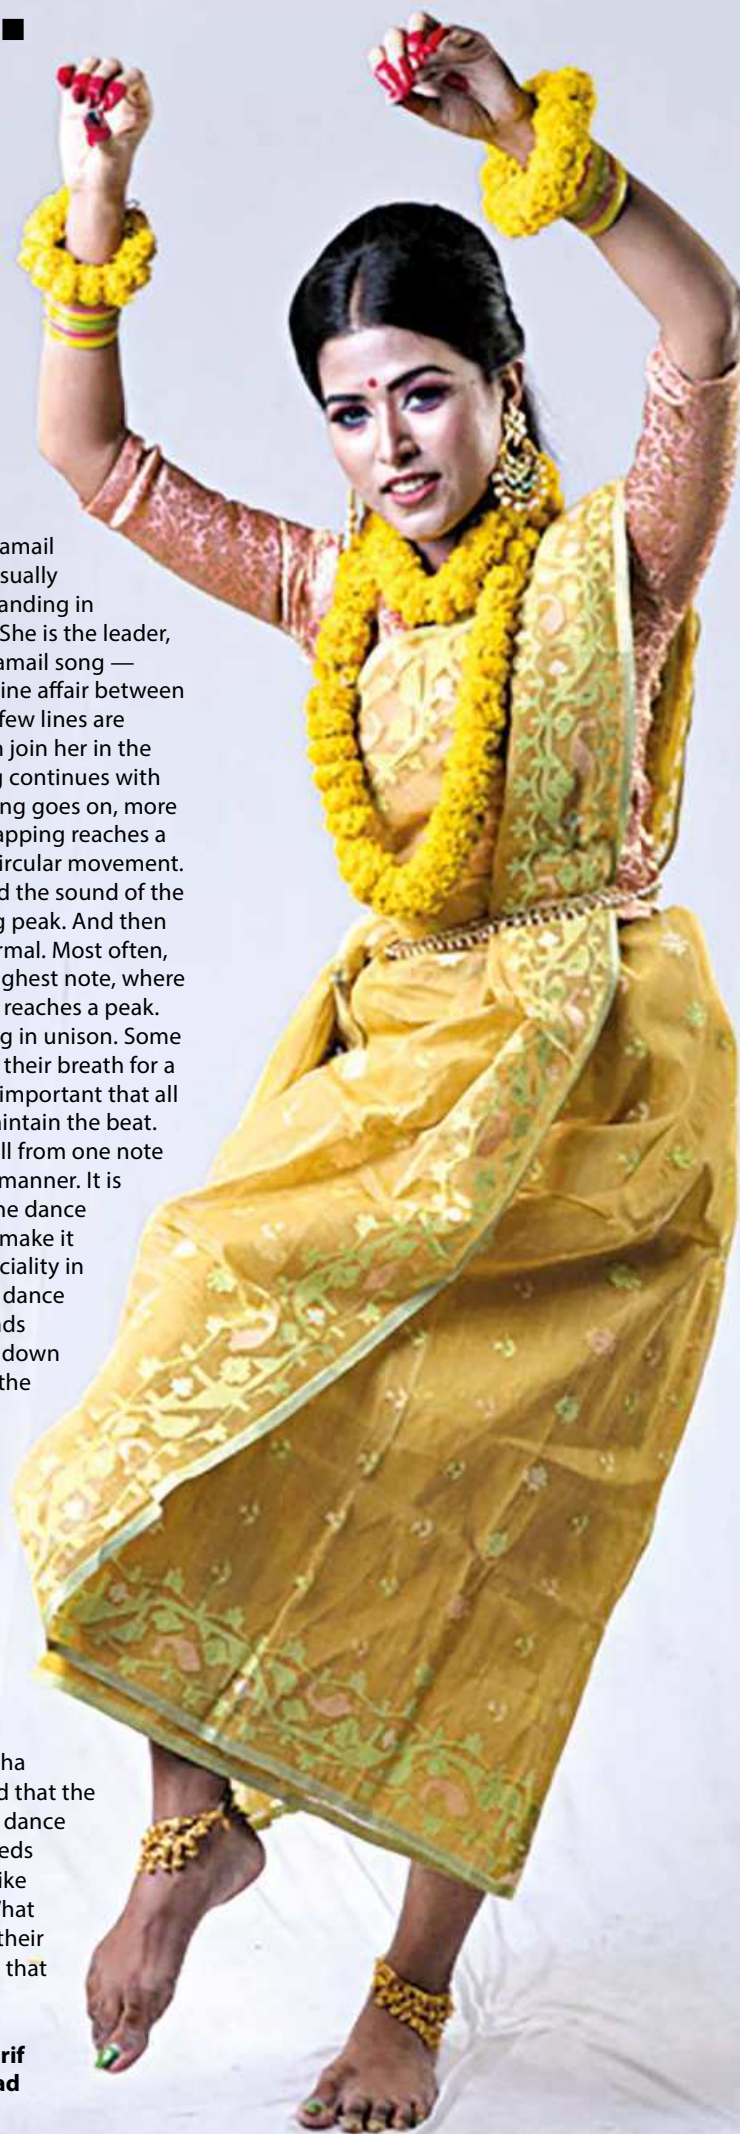 amail
sually
anding in
She is the leader,
amail song —
ine affair between
few lines are
n join her in the
g continues with
ng goes on, more
apping reaches a
ircular movement.
d the sound of the
g peak. And then
rmal. Most often,
ghest note, where
reaches a peak.
g in unison. Some
their breath for a
important that all
aintain the beat.
ll from one note
manner. It is
he dance
make it
ciality in
dance
ds
down
the
ha
d that the
dance
eds
ike
hat
their
that
rif
ad